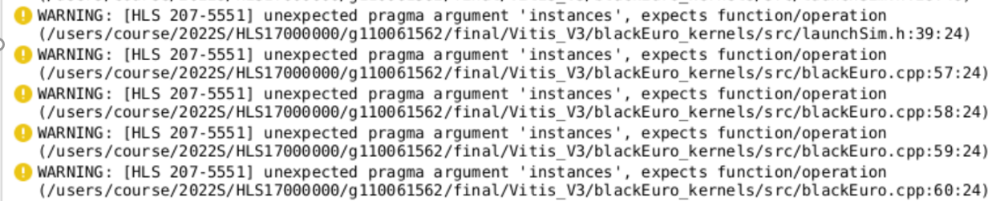 WARNING: [HLS 207-5551] unexpected pragma argument 'instances', expects function/operation
(/users/course/2022S/HLS17000000/g110061562/final/Vitis_V3/blackEuro_kernels/src/launchSim.h:39:24)
WARNING: [HLS 207-5551] unexpected pragma argument 'instances', expects function/operation
(/users/course/2022S/HLS17000000/g110061562/final/Vitis_V3/blackEuro_kernels/src/blackEuro.cpp:57:24)
WARNING: [HLS 207-5551] unexpected pragma argument 'instances', expects function/operation
(/users/course/2022S/HLS17000000/g110061562/final/Vitis_V3/blackEuro_kernels/src/blackEuro.cpp:58:24)
WARNING: [HLS 207-5551] unexpected pragma argument 'instances', expects function/operation
(/users/course/2022S/HLS17000000/g110061562/final/Vitis_V3/blackEuro_kernels/src/blackEuro.cpp:59:24)
WARNING: [HLS 207-5551] unexpected pragma argument 'instances', expects function/operation
(/users/course/2022S/HLS17000000/g110061562/final/Vitis_V3/blackEuro_kernels/src/blackEuro.cpp:60:24)